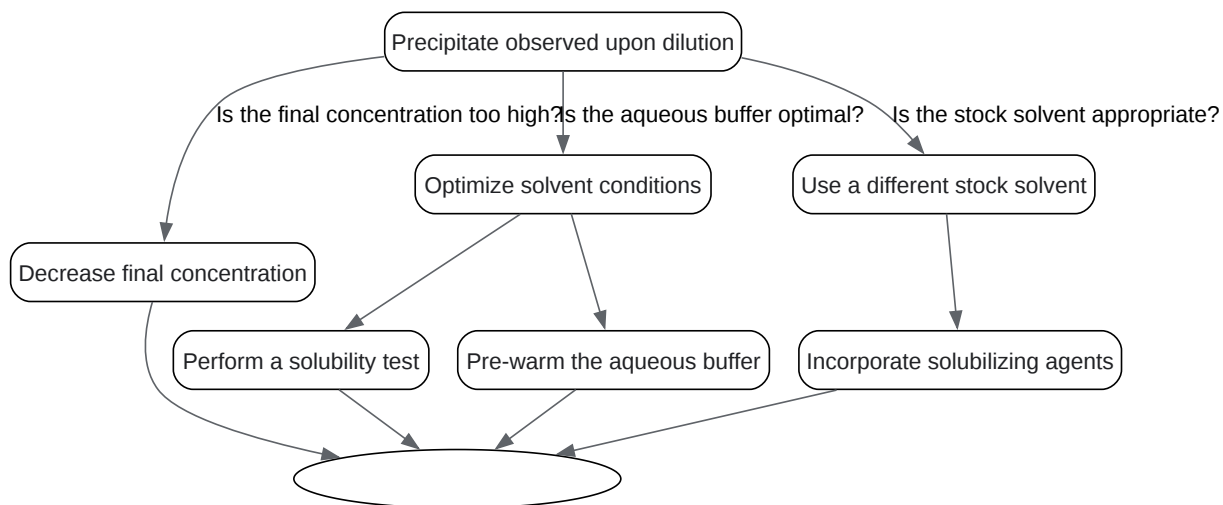 Precipitate observed upon dilution
Is the final concentration too high?
Is the aqueous buffer optimal?
Is the stock solvent appropriate?
Optimize solvent conditions
Use a different stock solvent
Decrease final concentration
Perform a solubility test
Pre-warm the aqueous buffer
Incorporate solubilizing agents